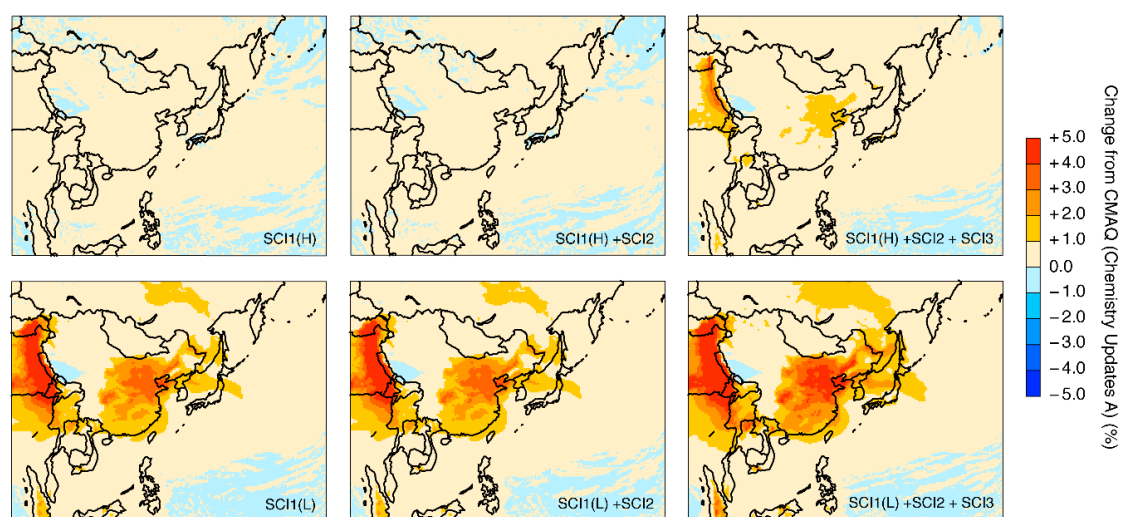 SCI1(H)
SCI1(H) +SCI2
SCI1(H) +SCI2 + SCI3
SCI1(L)
SCI1(L) +SCI2
SCI1(L) +SCI2 + SCI3
+5.0
+4.0
+3.0
+2.0
+1.0
0.0
−1.0
−2.0
−3.0
−4.0
−5.0
Change from CMAQ (Chemistry Updates A) (%)